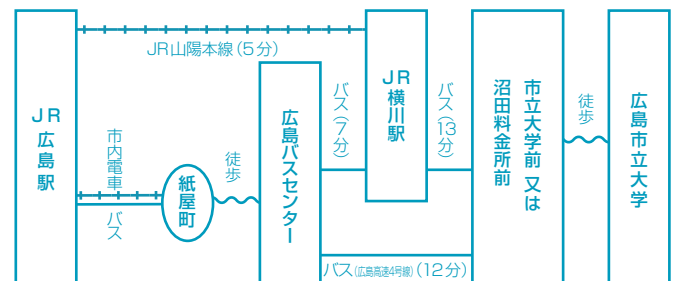 JR広島駅
JR山陽本線(5分)
市内電車
バス
紙屋町
徒歩
広島バスセンター
バス(7分)
JR横川駅
バス(13分)
バス(広島高速4号線)(12分)
市立大学前 又は
沼田料金所前
徒歩
広島市立大学